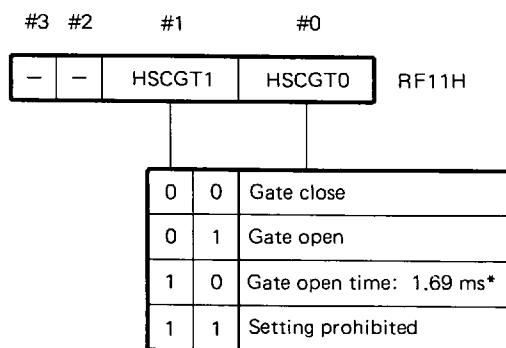 #3 #2 #1 #0
– – HSCGT1 HSCGT0 RF11H
0 0 Gate close
0 1 Gate open
1 0 Gate open time: 1.69 ms*
1 1 Setting prohibited